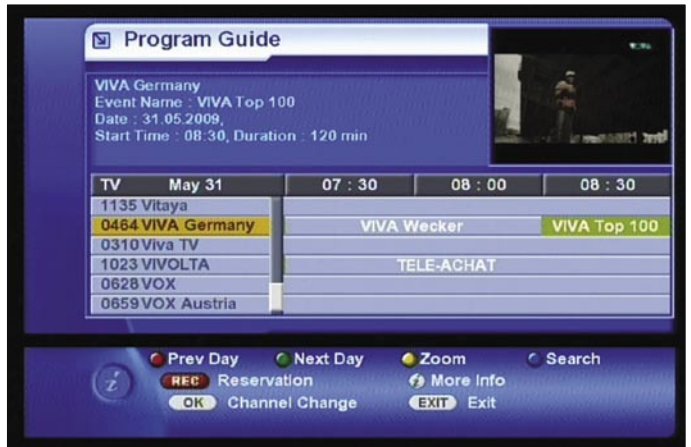 Program Guide
VIVA Germany
Event Name : VIVA Top 100
Date : 31.05.2009,
Start Time : 08:30, Duration : 120 min
TV May 31 07 : 30 08 : 00 08 : 30
1135 Vitaya
0464 VIVA Germany VIVA Wecker VIVA Top 100
0310 Viva TV
1023 VIVOLTA TELE-ACHAT
0628 VOX
0659 VOX Austria
Prev Day Next Day Zoom Search
REC Reservation i More Info
i
OK Channel Change EXIT Exit